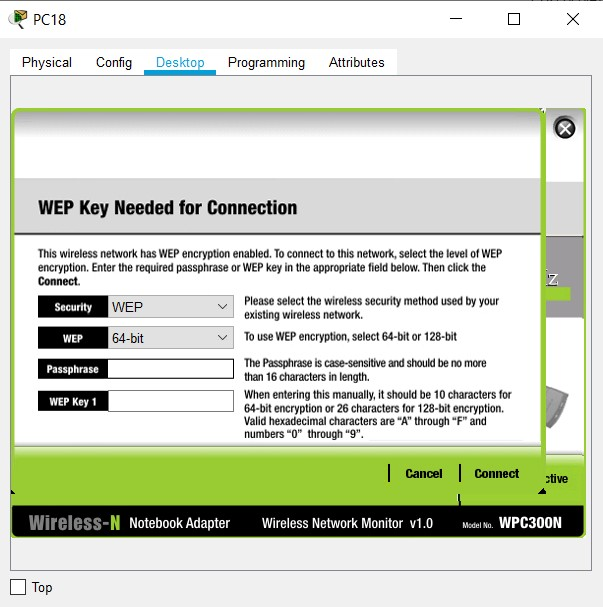 PC18
Physical Config Desktop Programming Attributes
WEP Key Needed for Connection
This wireless network has WEP encryption enabled. To connect to this network, select the level of WEP
encryption. Enter the required passphrase or WEP key in the appropriate field below. Then click the
Connect.
Security WEP
Please select the wireless security method used by your
existing wireless network.
WEP 64-bit
To use WEP encryption, select 64-bit or 128-bit
Passphrase
The Passphrase is case-sensitive and should be no more
than 16 characters in length.
WEP Key 1
When entering this manually, it should be 10 characters for
64-bit encryption or 26 characters for 128-bit encryption.
Valid hexadecimal characters are "A" through "F" and
numbers "0" through "9".
Cancel Connect
Wireless-N Notebook Adapter Wireless Network Monitor v1.0 Model No. WPC300N
Top